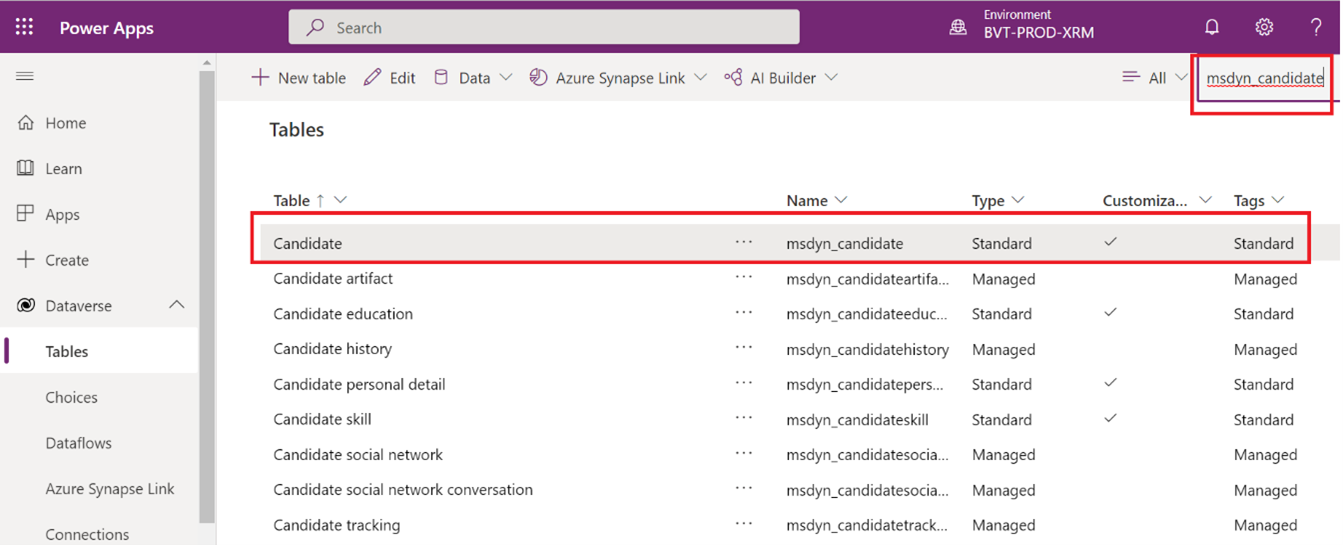 Power Apps
Search
Environment
BVT-PROD-XRM
?
New table Edit Data Azure Synapse Link AI Builder All msdyn_candidate
Home
Learn
Apps
Create
Dataverse
Tables
Choices
Dataflows
Azure Synapse Link
Connections
Tables
Table ↑ Name Type Customiza... Tags
Candidate ... msdyn_candidate Standard ✓ Standard
Candidate artifact ... msdyn_candidateartifa... Managed Managed
Candidate education ... msdyn_candidateeduc... Standard ✓ Standard
Candidate history ... msdyn_candidatehistory Managed Managed
Candidate personal detail ... msdyn_candidatepers... Standard ✓ Standard
Candidate skill ... msdyn_candidateskill Standard ✓ Standard
Candidate social network ... msdyn_candidatesocia... Managed Managed
Candidate social network conversation ... msdyn_candidatesocia... Managed Managed
Candidate tracking ... msdyn_candidatetrack... Managed Managed